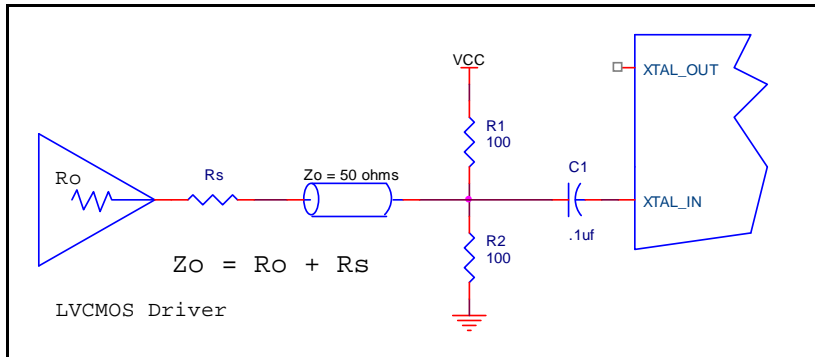 VCC
XTAL_OUT
R1
100
Ro
Rs
Zo = 50 ohms
C1
XTAL_IN
.1uf
R2
100
Zo = Ro + Rs
LVCMOS Driver